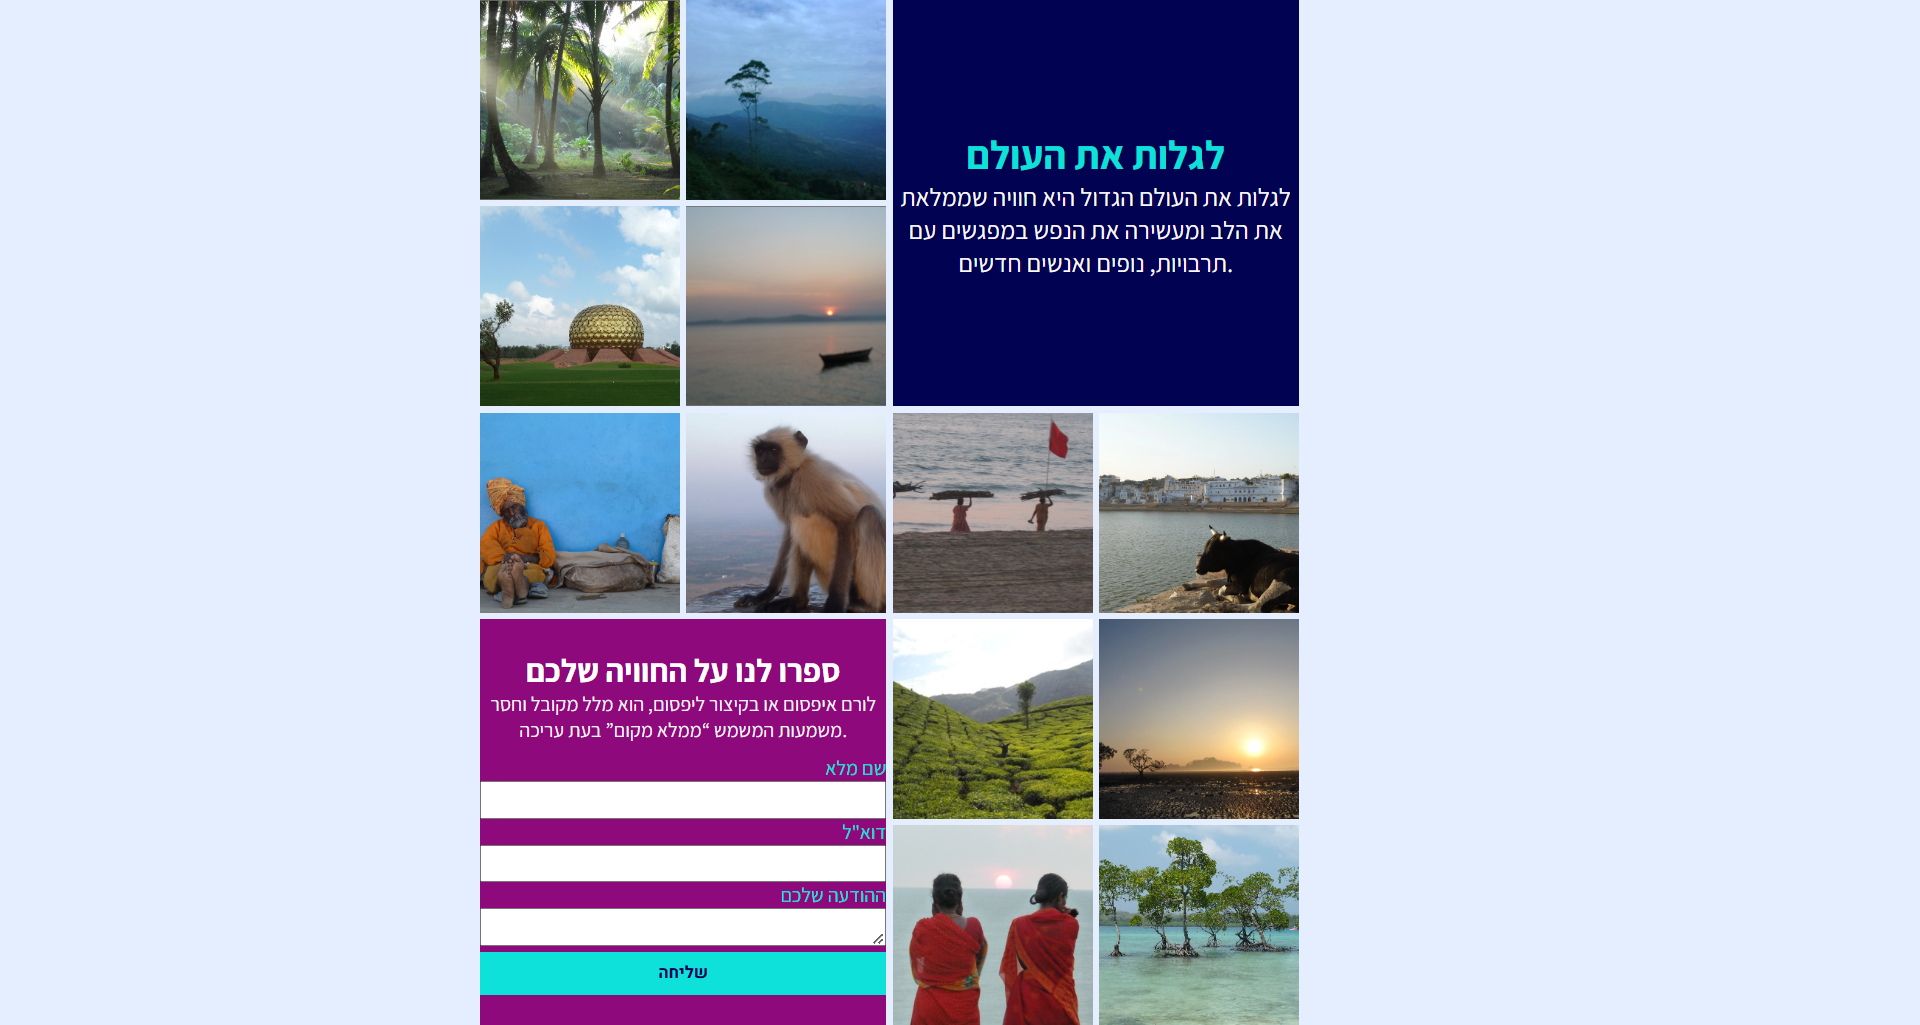 לגלות את העולם
לגלות את העולם הגדול היא חוויה שממלאת
את הלב ומעשירה את הנפש במפגשים עם
תרבויות, נופים ואנשים חדשים.
ספרו לנו על החוויה שלכם
לורם איפסום או בקיצור ליפסום, הוא מלל מקובל וחסר
משמעות המשמש “ממלא מקום” בעת עריכה.
שם מלא
דוא"ל
ההודעה שלכם
שליחה